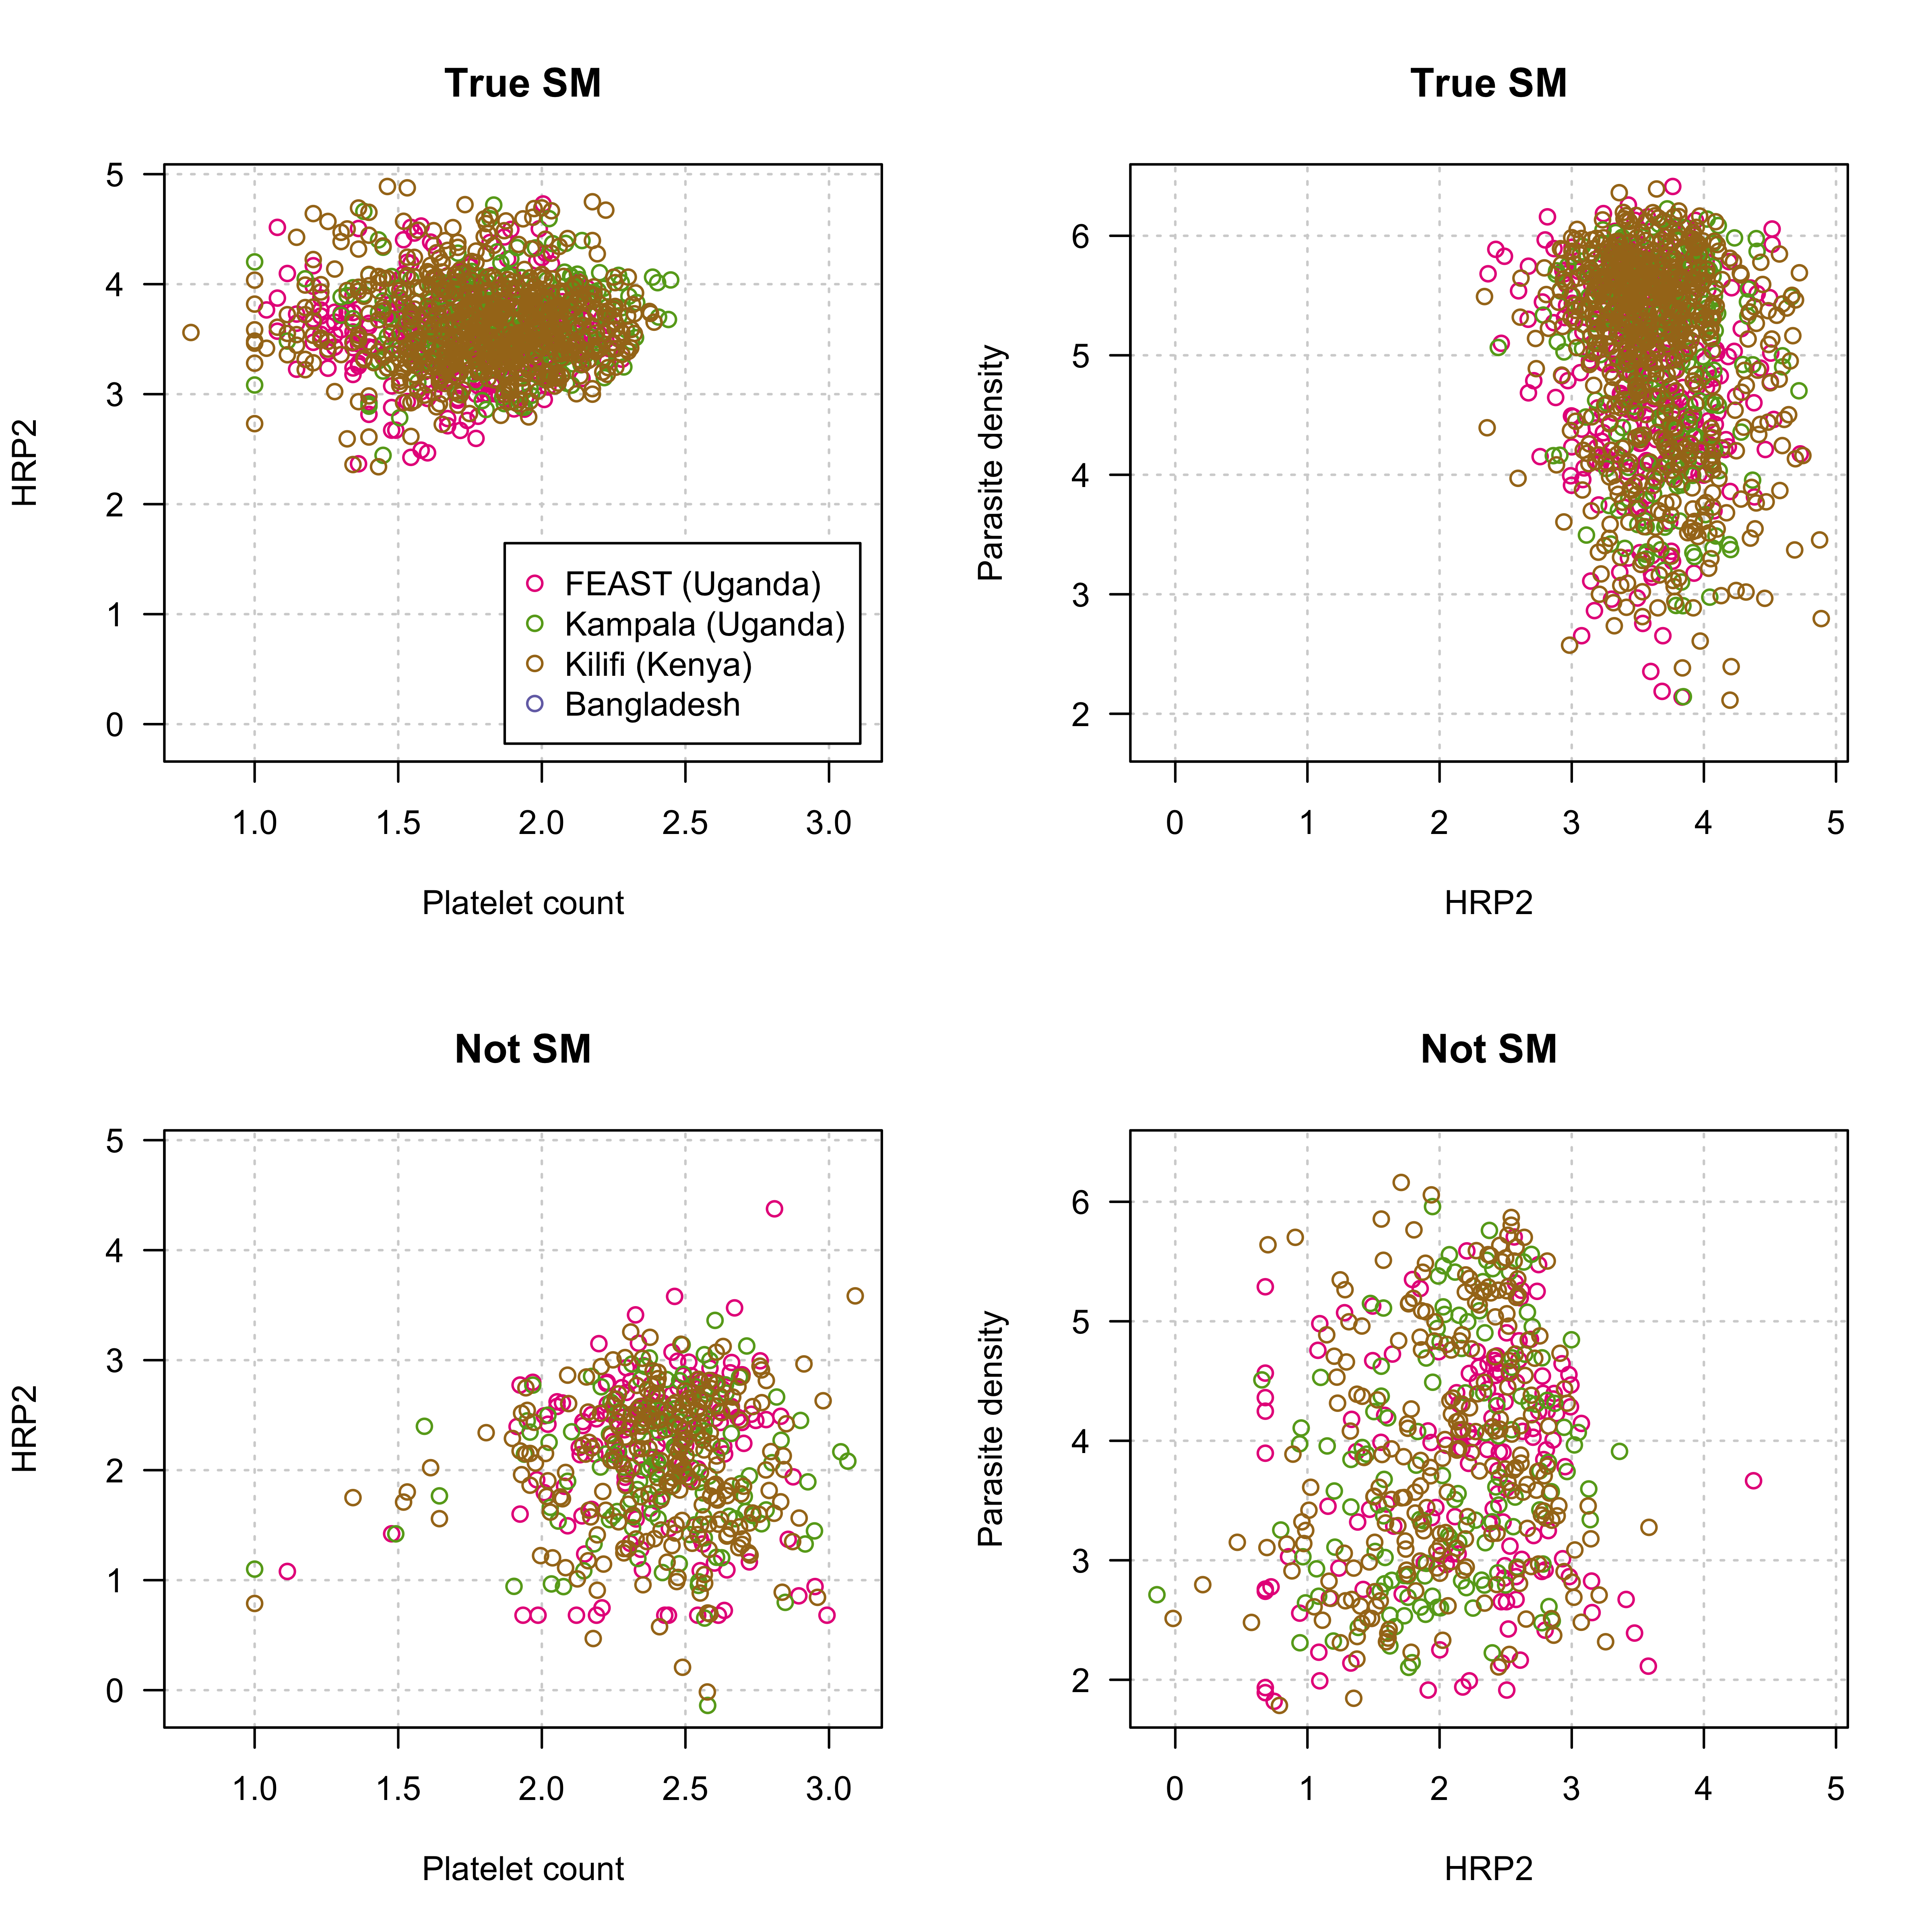 True SM
HRP2
5
4
3
2
1
0
FEAST (Uganda)
Kampala (Uganda)
Kilifi (Kenya)
Bangladesh
1.0 1.5 2.0 2.5 3.0
Platelet count
True SM
Parasite density
6
5
4
3
2
0 1 2 3 4 5
HRP2
Not SM
HRP2
5
4
3
2
1
0
1.0 1.5 2.0 2.5 3.0
Platelet count
Not SM
Parasite density
6
5
4
3
2
0 1 2 3 4 5
HRP2